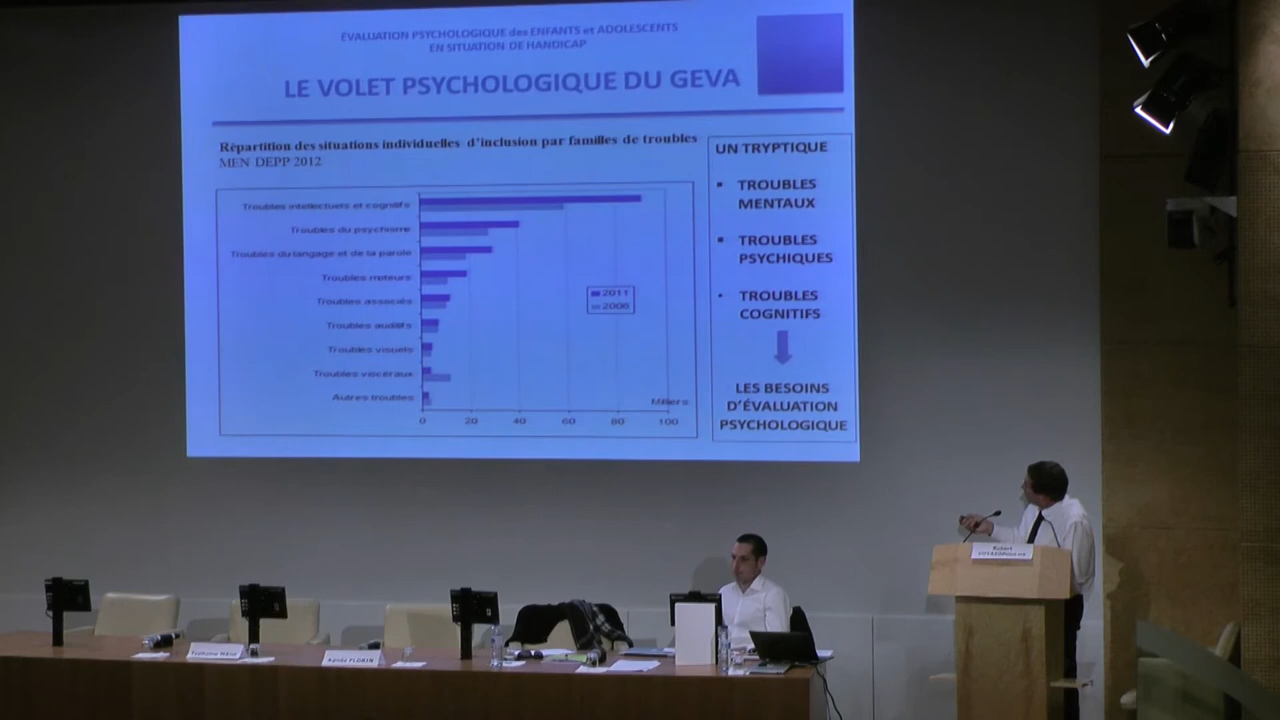 ÉVALUATION PSYCHOLOGIQUE des ENFANTS et ADOLESCENTS
EN SITUATION DE HANDICAP
LE VOLET PSYCHOLOGIQUE DU GEVA
Répartition des situations individuelles d'inclusion par familles de troubles
MEN DEPP 2012
Troubles intellectuels et cognitifs
Troubles du psychisme
Troubles du langage et de la parole
Troubles moteurs
Troubles associés
Troubles auditifs
Troubles visuels
Troubles viscéraux
Autres troubles
2011
2006
Milliers
0 20 40 60 80 100
UN TRYPTIQUE
▪ TROUBLES
MENTAUX
▪ TROUBLES
PSYCHIQUES
· TROUBLES
COGNITIFS
LES BESOINS
D'ÉVALUATION
PSYCHOLOGIQUE
Robert
Agnès FLORIN